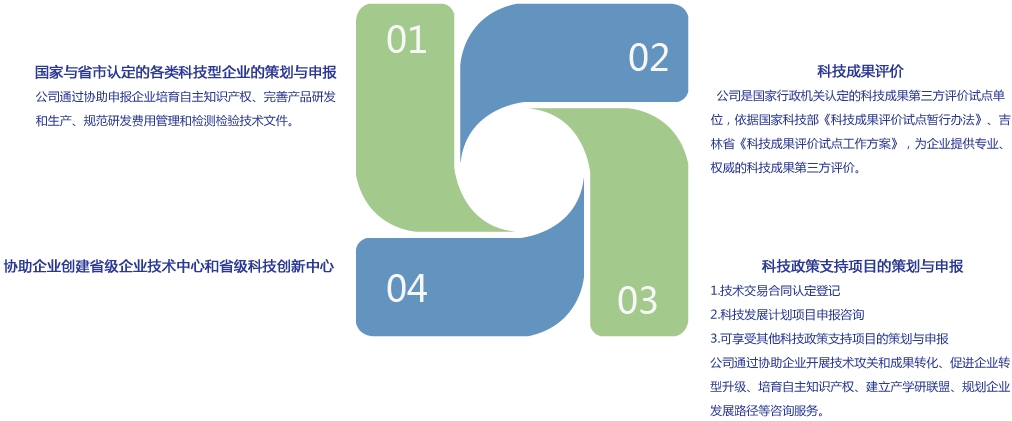 01
国家与省市认定的各类科技型企业的策划与申报
公司通过协助申报企业培育自主知识产权、完善产品研发
和生产、规范研发费用管理和检测检验技术文件。
02
科技成果评价
公司是国家行政机关认定的科技成果第三方评价试点单
位，依据国家科技部《科技成果评价试点暂行办法》、吉
林省《科技成果评价试点工作方案》，为企业提供专业、
权威的科技成果第三方评价。
03
科技政策支持项目的策划与申报
1.技术交易合同认定登记
2.科技发展计划项目申报咨询
3.可享受其他科技政策支持项目的策划与申报
公司通过协助企业开展技术攻关和成果转化、促进企业转
型升级、培育自主知识产权、建立产学研联盟、规划企业
发展路径等咨询服务。
04
协助企业创建省级企业技术中心和省级科技创新中心